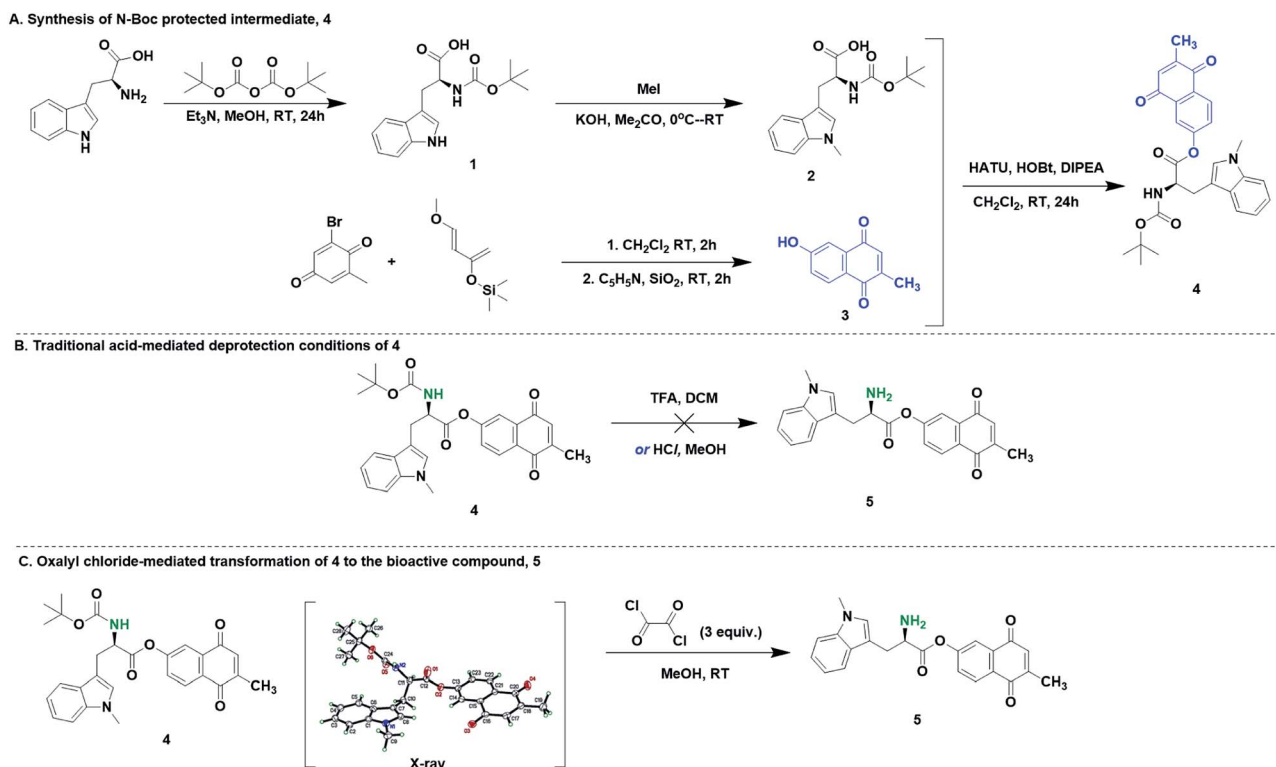 A. Synthesis of N-Boc protected intermediate, 4
O OH
NH₂
N
H
O O
O O O
Et₃N, MeOH, RT, 24h
O OH
O
N O
H
NH
1
MeI
KOH, Me₂CO, 0°C--RT
O OH
O
N O
H
N
2
Br
O
O
+
O
O
Si
1. CH₂Cl₂ RT, 2h
2. C₅H₅N, SiO₂, RT, 2h
HO
O
CH₃
O
3
HATU, HOBt, DIPEA
CH₂Cl₂, RT, 24h
CH₃
O
O
O
O
N
HN
O O
4
B. Traditional acid-mediated deprotection conditions of 4
O
O NH
O
O
O
CH₃
O
N
4
TFA, DCM
or HCl, MeOH
N
NH₂
O
O
O
CH₃
O
5
C. Oxalyl chloride-mediated transformation of 4 to the bioactive compound, 5
O
O NH
O
O
O
CH₃
O
N
4
X-ray
Cl O
O Cl
(3 equiv.)
MeOH, RT
N
NH₂
O
O
O
CH₃
O
5